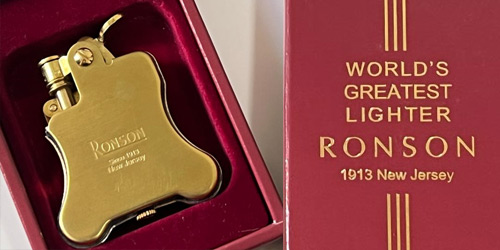 RONSON
Since 1913
New Jersey
WORLD'S
GREATEST
LIGHTER
RONSON
1913 New Jersey